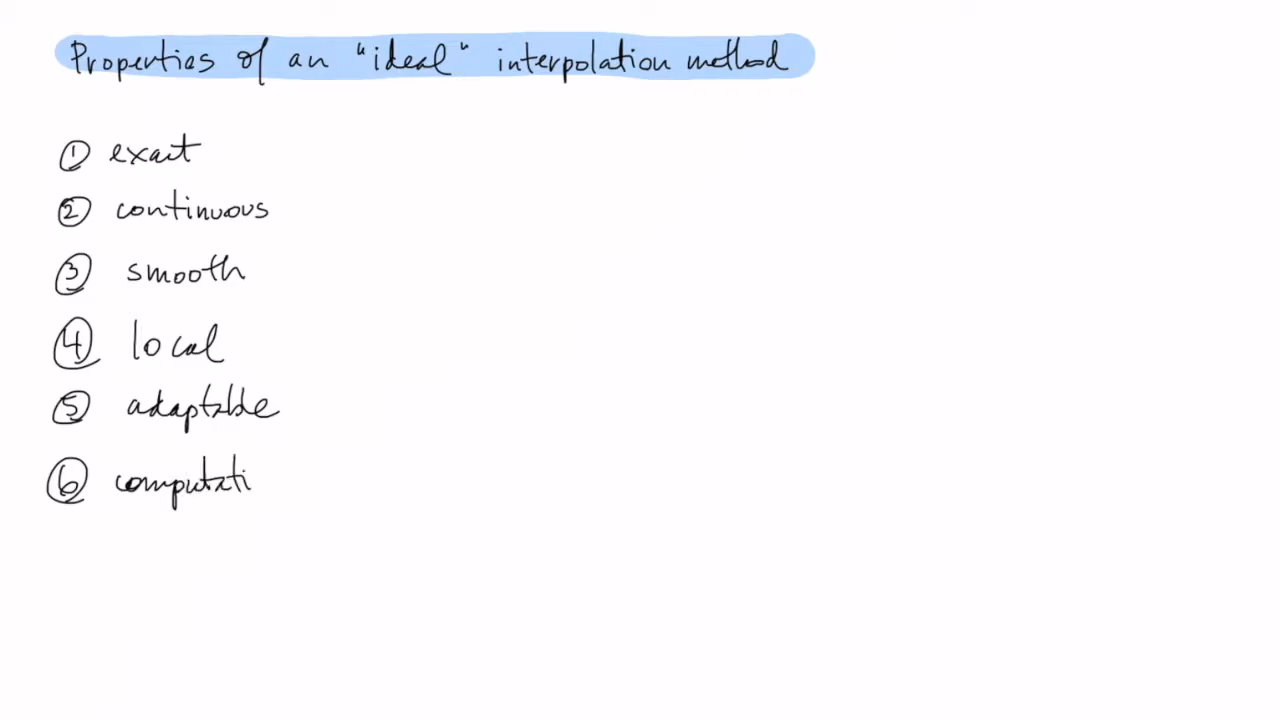 Properties of an "ideal" interpolation method
① exact
② continuous
③ smooth
④ local
⑤ adaptable
⑥ computati